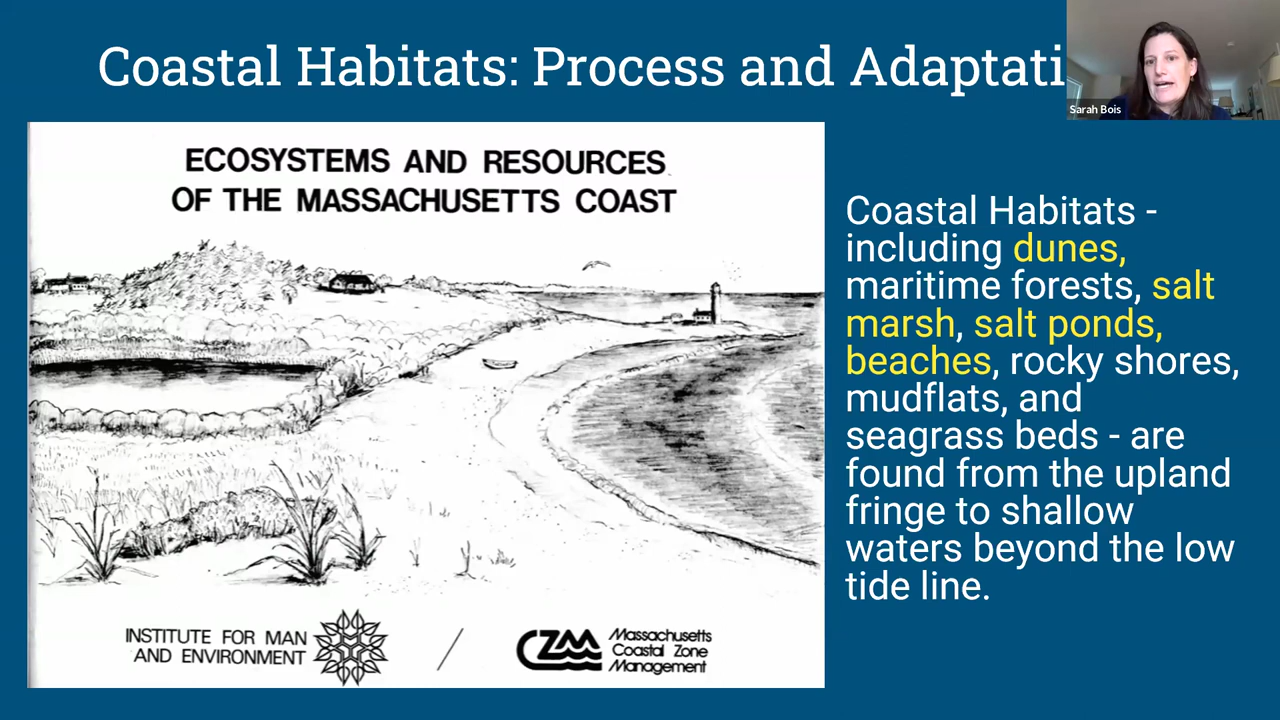 Coastal Habitats: Process and Adaptati
Sarah Bois
ECOSYSTEMS AND RESOURCES
OF THE MASSACHUSETTS COAST
INSTITUTE FOR MAN
AND ENVIRONMENT
CZM
Massachusetts
Coastal Zone
Management
Coastal Habitats -
including dunes,
maritime forests, salt
marsh, salt ponds,
beaches, rocky shores,
mudflats, and
seagrass beds - are
found from the upland
fringe to shallow
waters beyond the low
tide line.